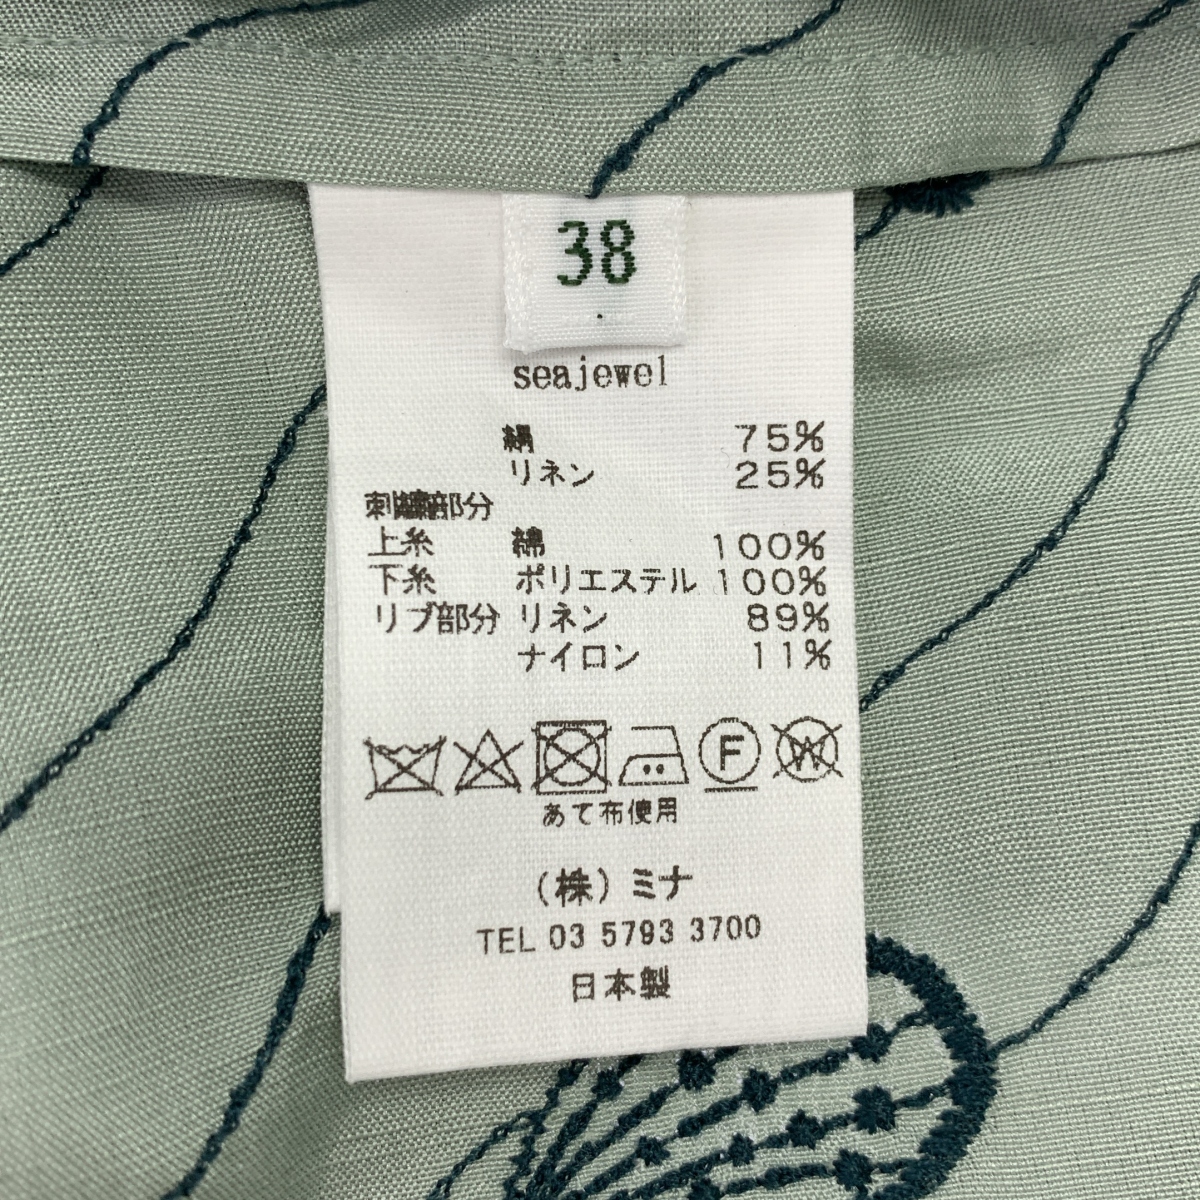 38
seajewel
絹 75%
リネン 25%
刺繍部分
上糸 綿 100%
下糸 ポリエステル 100%
リブ部分 リネン 89%
ナイロン 11%
F W
あて布使用
(株)ミナ
TEL 03 5793 3700
日本製